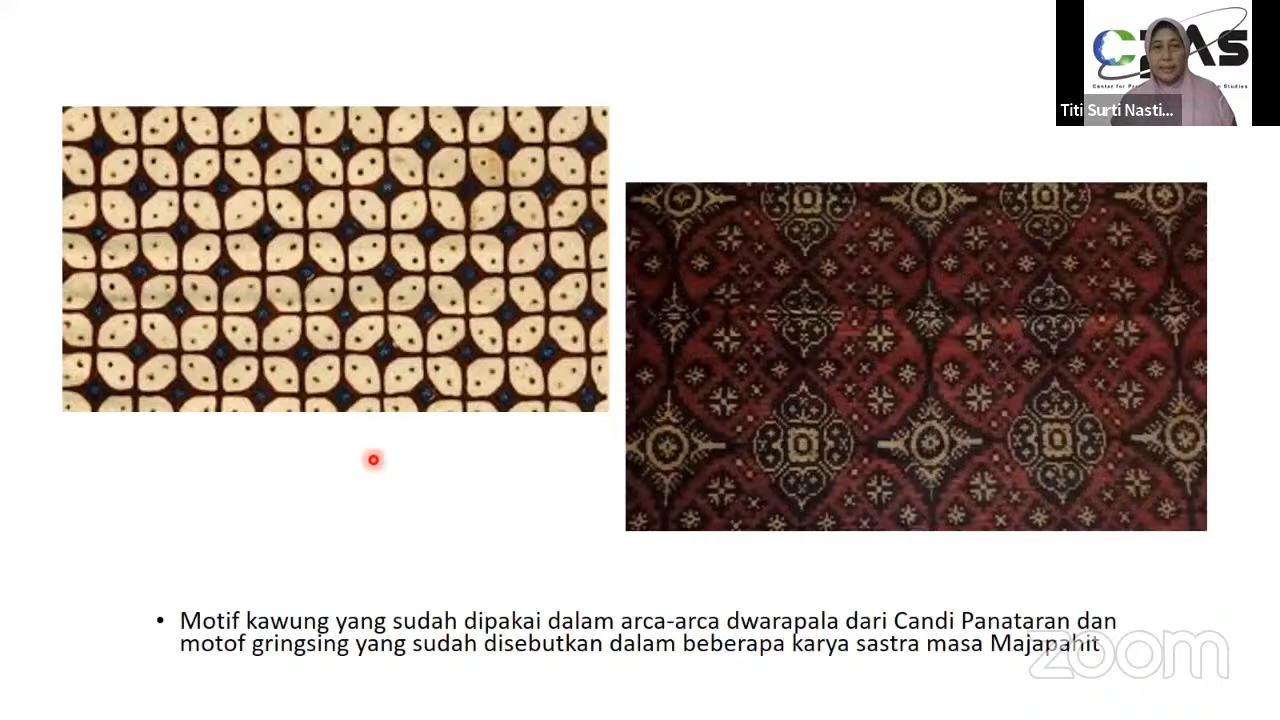 Titi Surti Nasti...
• Motif kawung yang sudah dipakai dalam arca-arca dwarapala dari Candi Panataran dan
motof gringsing yang sudah disebutkan dalam beberapa karya sastra masa Majapahit
zoom